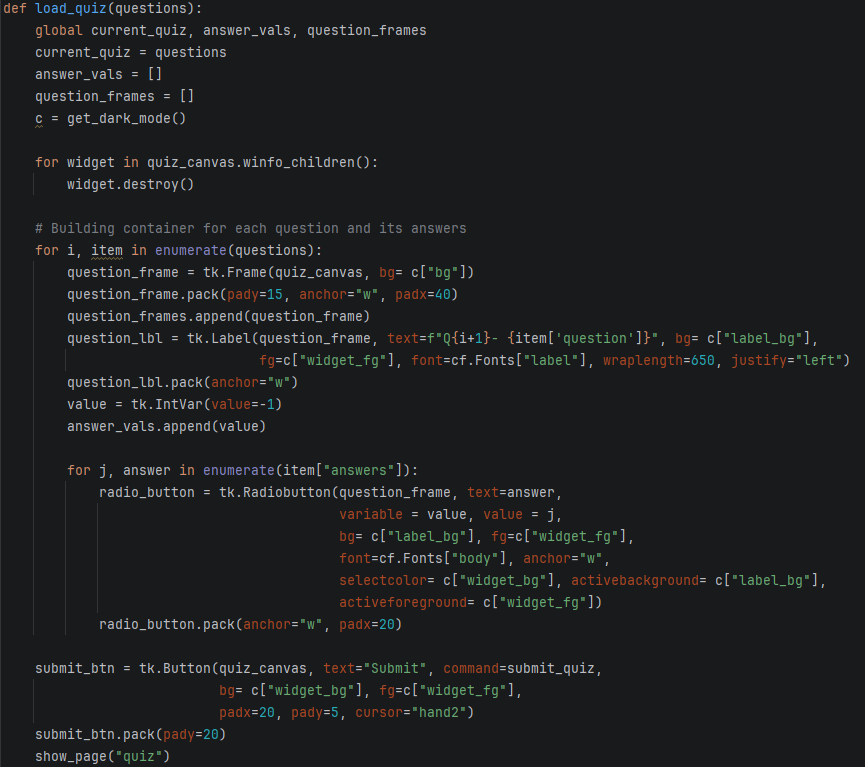 def load_quiz(questions):
    global current_quiz, answer_vals, question_frames
    current_quiz = questions
    answer_vals = []
    question_frames = []
    c = get_dark_mode()

    for widget in quiz_canvas.winfo_children():
        widget.destroy()

    # Building container for each question and its answers
    for i, item in enumerate(questions):
        question_frame = tk.Frame(quiz_canvas, bg= c["bg"])
        question_frame.pack(pady=15, anchor="w", padx=40)
        question_frames.append(question_frame)
        question_lbl = tk.Label(question_frame, text=f"Q{i+1}- {item['question']}", bg= c["label_bg"],
                                fg=c["widget_fg"], font=cf.Fonts["label"], wraplength=650, justify="left")
        question_lbl.pack(anchor="w")
        value = tk.IntVar(value=-1)
        answer_vals.append(value)

        for j, answer in enumerate(item["answers"]):
            radio_button = tk.Radiobutton(question_frame, text=answer,
                                          variable = value, value = j,
                                          bg= c["label_bg"], fg=c["widget_fg"],
                                          font=cf.Fonts["body"], anchor="w",
                                          selectcolor= c["widget_bg"], activebackground= c["label_bg"],
                                          activeforeground= c["widget_fg"])
            radio_button.pack(anchor="w", padx=20)

    submit_btn = tk.Button(quiz_canvas, text="Submit", command=submit_quiz,
                           bg= c["widget_bg"], fg=c["widget_fg"],
                           padx=20, pady=5, cursor="hand2")
    submit_btn.pack(pady=20)
    show_page("quiz")